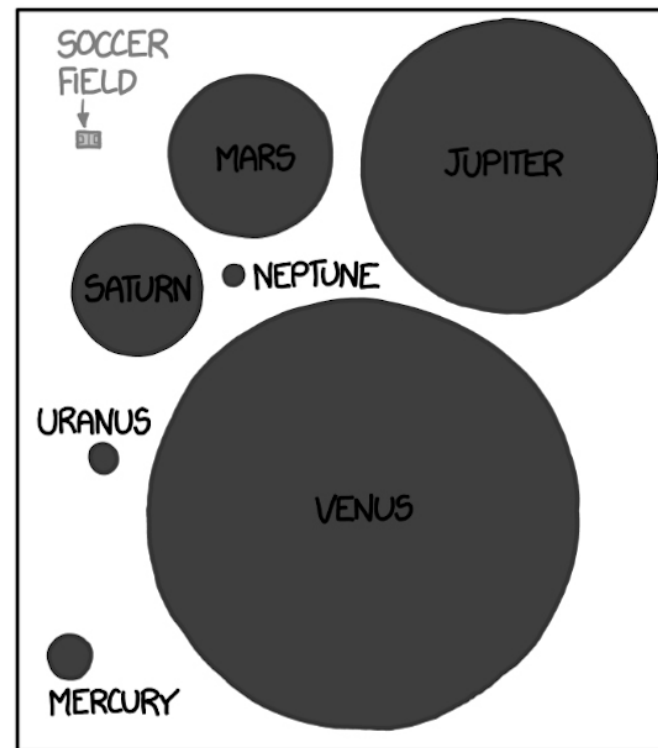 SOCCER
FIELD
MARS
JUPITER
SATURN
NEPTUNE
URANUS
VENUS
MERCURY